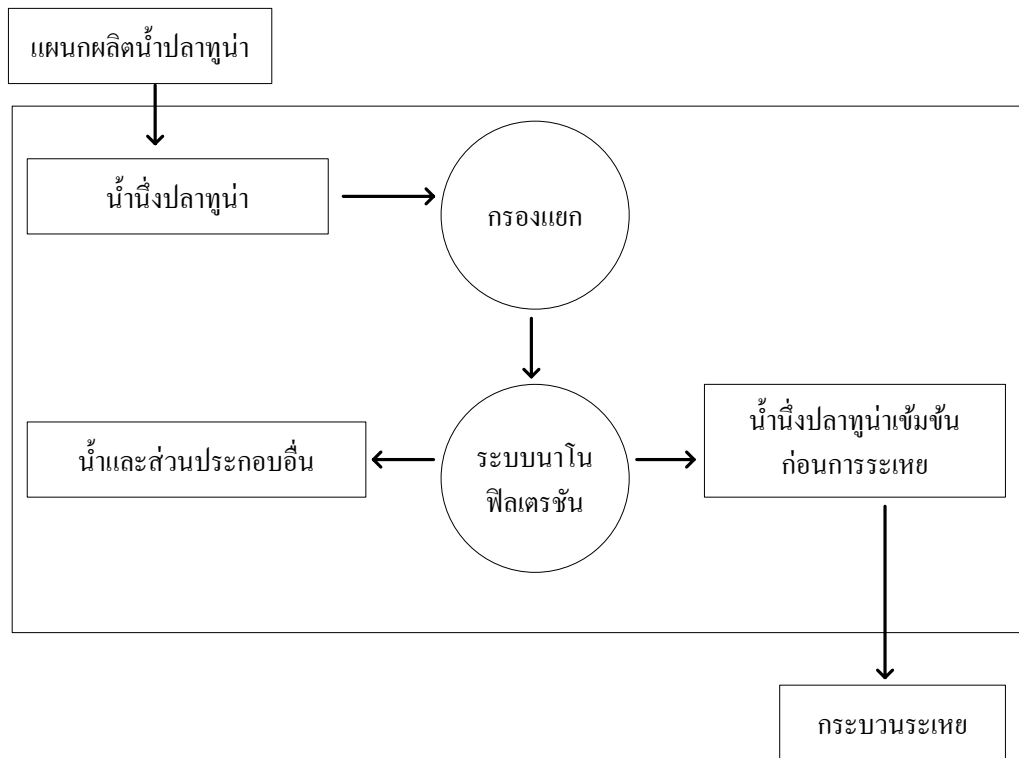 แผนกผลิตน้ำปลาทูน่า
น้ำนึ่งปลาทูน่า
กรองแยก
น้ำและส่วนประกอบอื่น
ระบบนาโน
ฟิลเตรชัน
น้ำนึ่งปลาทูน่าเข้มข้น
ก่อนการระเหย
กระบวนระเหย